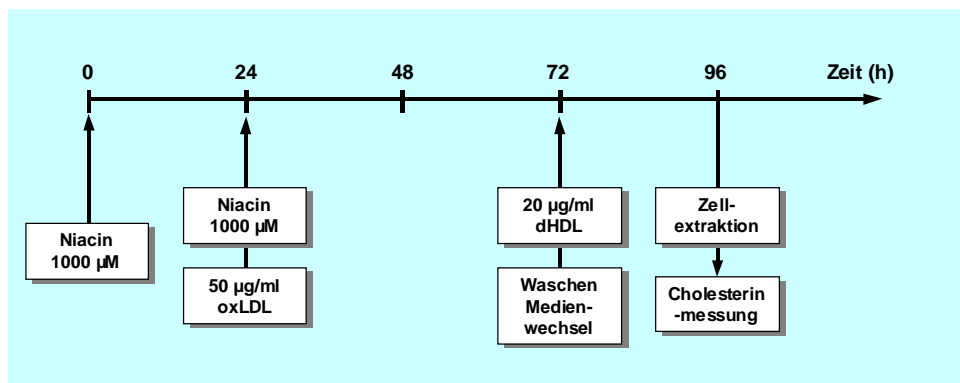 0 24 48 72 96 Zeit (h)
Niacin
1000 µM
Niacin
1000 µM
50 µg/ml
oxLDL
20 µg/ml
dHDL
Waschen
Medien-
wechsel
Zell-
extraktion
Cholesterin
-messung